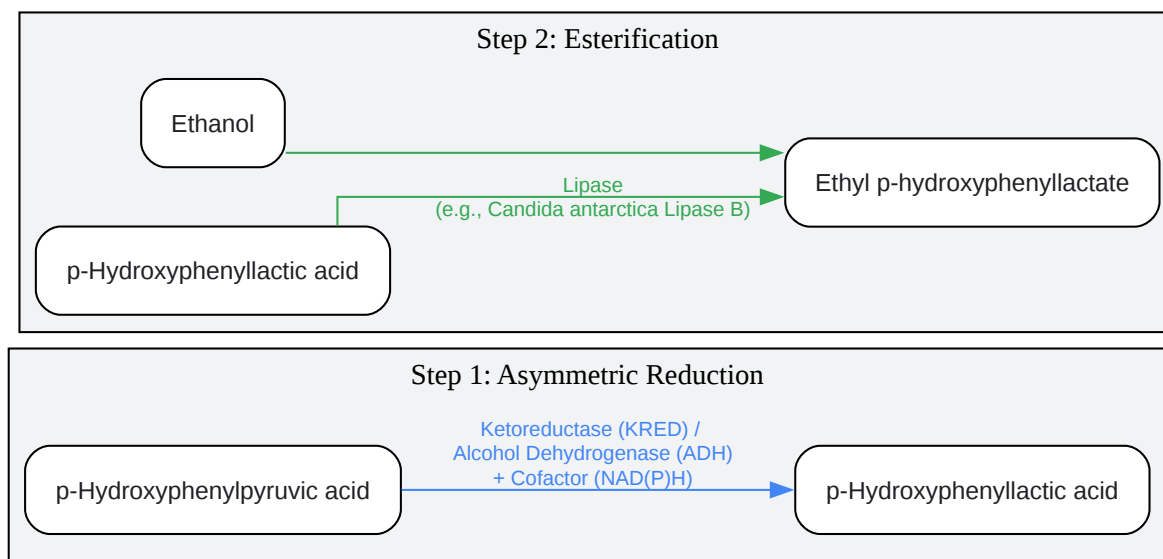 Step 2: Esterification
Ethanol
Ethyl p-hydroxyphenyllactate
Lipase
(e.g., Candida antarctica Lipase B)
p-Hydroxyphenyllactic acid
Step 1: Asymmetric Reduction
Ketoreductase (KRED) /
Alcohol Dehydrogenase (ADH)
+ Cofactor (NAD(P)H)
p-Hydroxyphenylpyruvic acid
p-Hydroxyphenyllactic acid